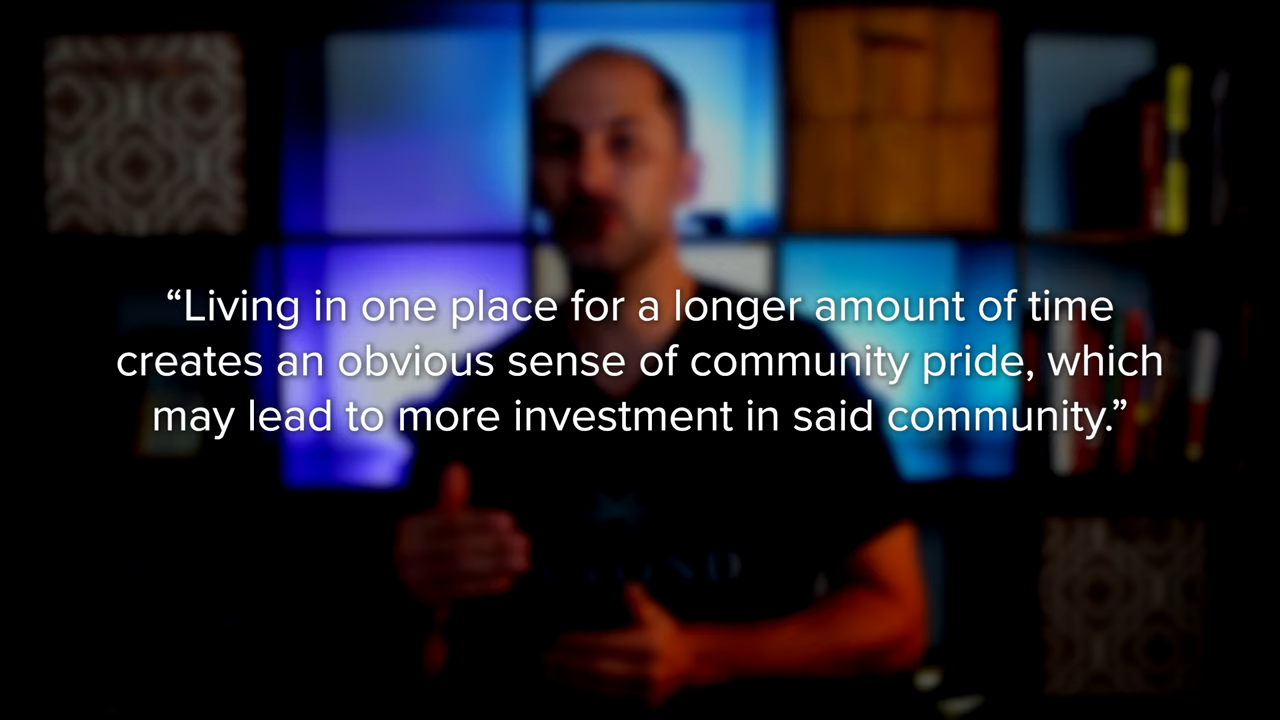 “Living in one place for a longer amount of time
creates an obvious sense of community pride, which
may lead to more investment in said community.”